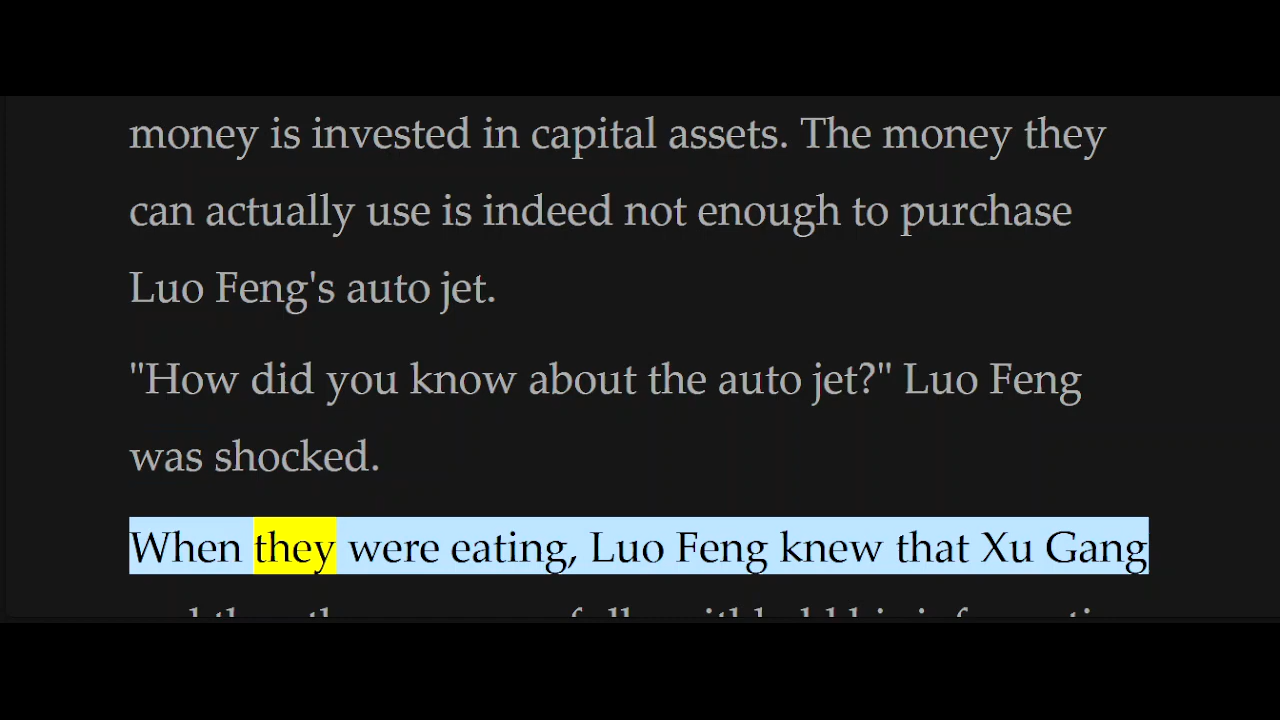 money is invested in capital assets. The money they
can actually use is indeed not enough to purchase
Luo Feng's auto jet.
"How did you know about the auto jet?" Luo Feng
was shocked.
When they were eating, Luo Feng knew that Xu Gang